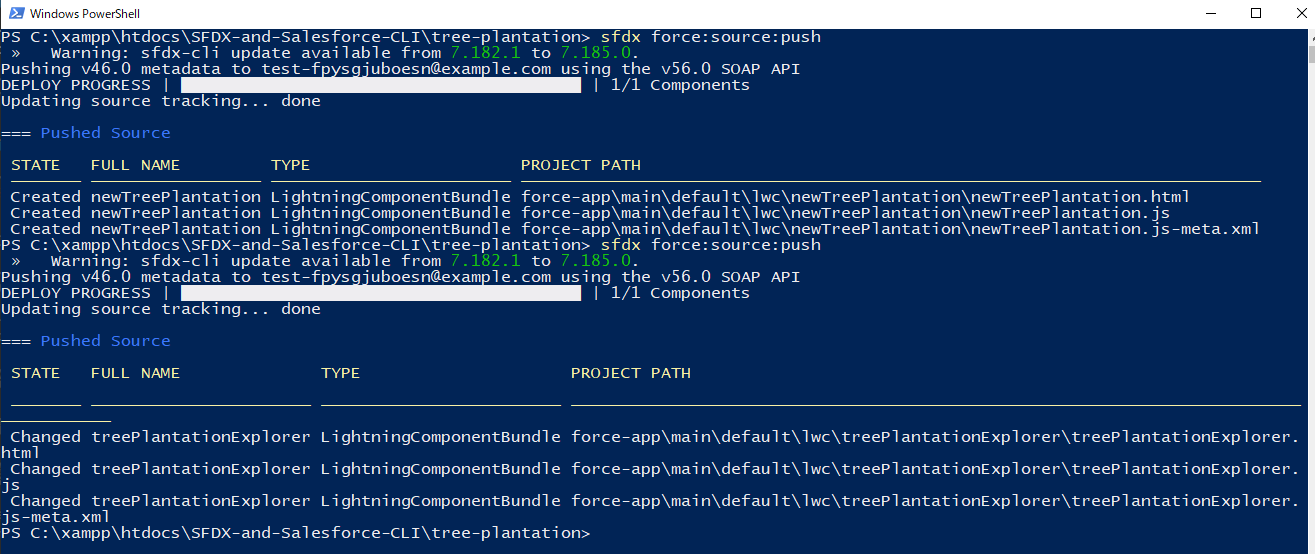 Windows PowerShell
PS C:\xampp\htdocs\SFDX-and-Salesforce-CLI\tree-plantation> sfdx force:source:push
» Warning: sfdx-cli update available from 7.182.1 to 7.185.0.
Pushing v46.0 metadata to test-fpysgjuboesn@example.com using the v56.0 SOAP API
DEPLOY PROGRESS | | 1/1 Components
Updating source tracking... done
=== Pushed Source
STATE FULL NAME TYPE PROJECT PATH
Created newTreePlantation LightningComponentBundle force-app\main\default\lwc\newTreePlantation\newTreePlantation.html
Created newTreePlantation LightningComponentBundle force-app\main\default\lwc\newTreePlantation\newTreePlantation.js
Created newTreePlantation LightningComponentBundle force-app\main\default\lwc\newTreePlantation\newTreePlantation.js-meta.xml
PS C:\xampp\htdocs\SFDX-and-Salesforce-CLI\tree-plantation> sfdx force:source:push
» Warning: sfdx-cli update available from 7.182.1 to 7.185.0.
Pushing v46.0 metadata to test-fpysgjuboesn@example.com using the v56.0 SOAP API
DEPLOY PROGRESS | | 1/1 Components
Updating source tracking... done
=== Pushed Source
STATE FULL NAME TYPE PROJECT PATH
Changed treePlantationExplorer LightningComponentBundle force-app\main\default\lwc\treePlantationExplorer\treePlantationExplorer.
html
Changed treePlantationExplorer LightningComponentBundle force-app\main\default\lwc\treePlantationExplorer\treePlantationExplorer.
js
Changed treePlantationExplorer LightningComponentBundle force-app\main\default\lwc\treePlantationExplorer\treePlantationExplorer.
js-meta.xml
PS C:\xampp\htdocs\SFDX-and-Salesforce-CLI\tree-plantation>